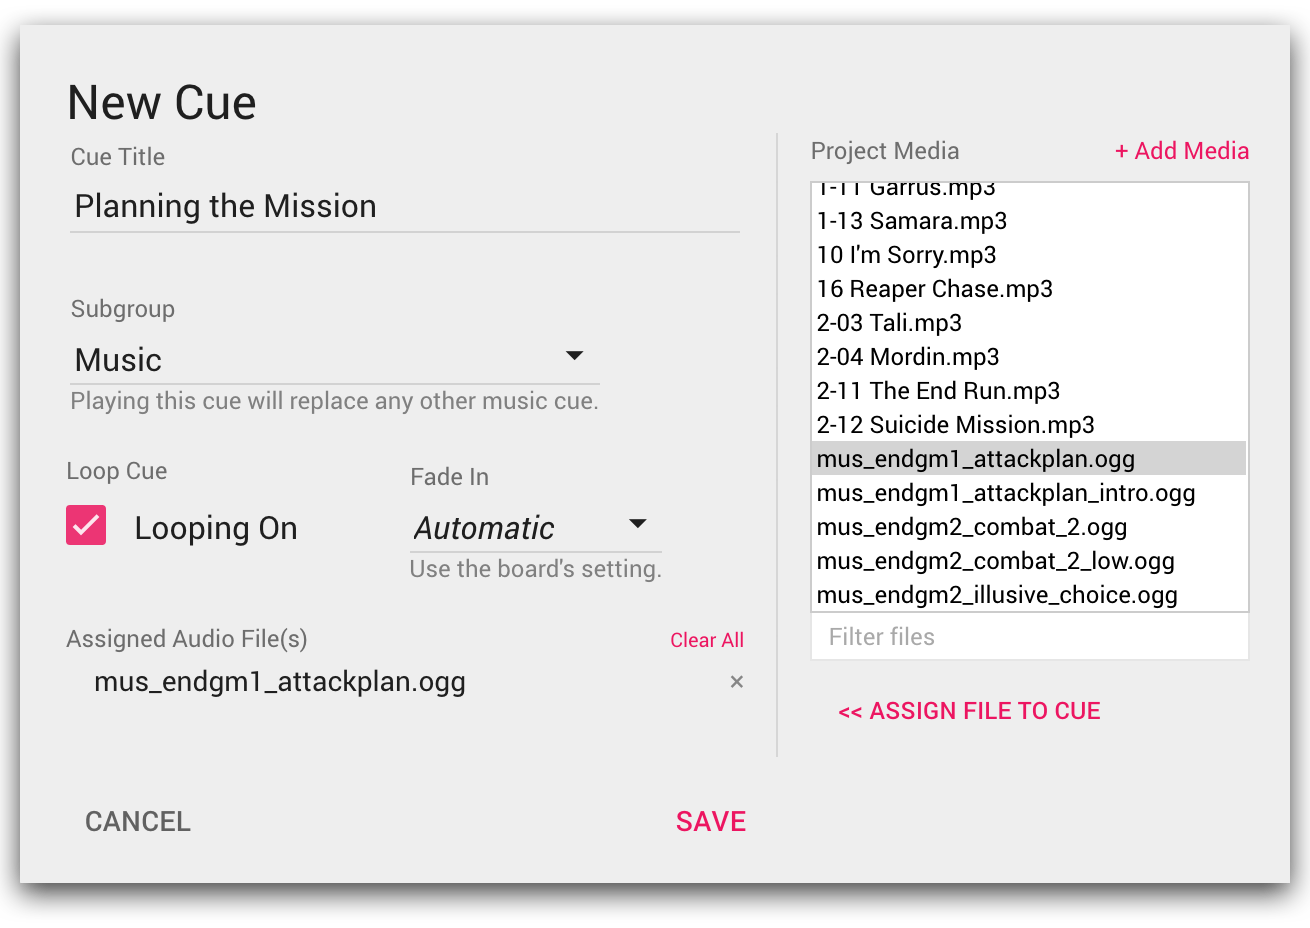 New Cue
Cue Title
Planning the Mission
Subgroup
Music
Playing this cue will replace any other music cue.
Loop Cue
Looping On
Fade In
Automatic
Use the board's setting.
Assigned Audio File(s)
Clear All
mus_endgm1_attackplan.ogg
×
CANCEL
SAVE
Project Media
+ Add Media
1-11 Garrus.mp3
1-13 Samara.mp3
10 I'm Sorry.mp3
16 Reaper Chase.mp3
2-03 Tali.mp3
2-04 Mordin.mp3
2-11 The End Run.mp3
2-12 Suicide Mission.mp3
mus_endgm1_attackplan.ogg
mus_endgm1_attackplan_intro.ogg
mus_endgm2_combat_2.ogg
mus_endgm2_combat_2_low.ogg
mus_endgm2_illusive_choice.ogg
Filter files
<< ASSIGN FILE TO CUE